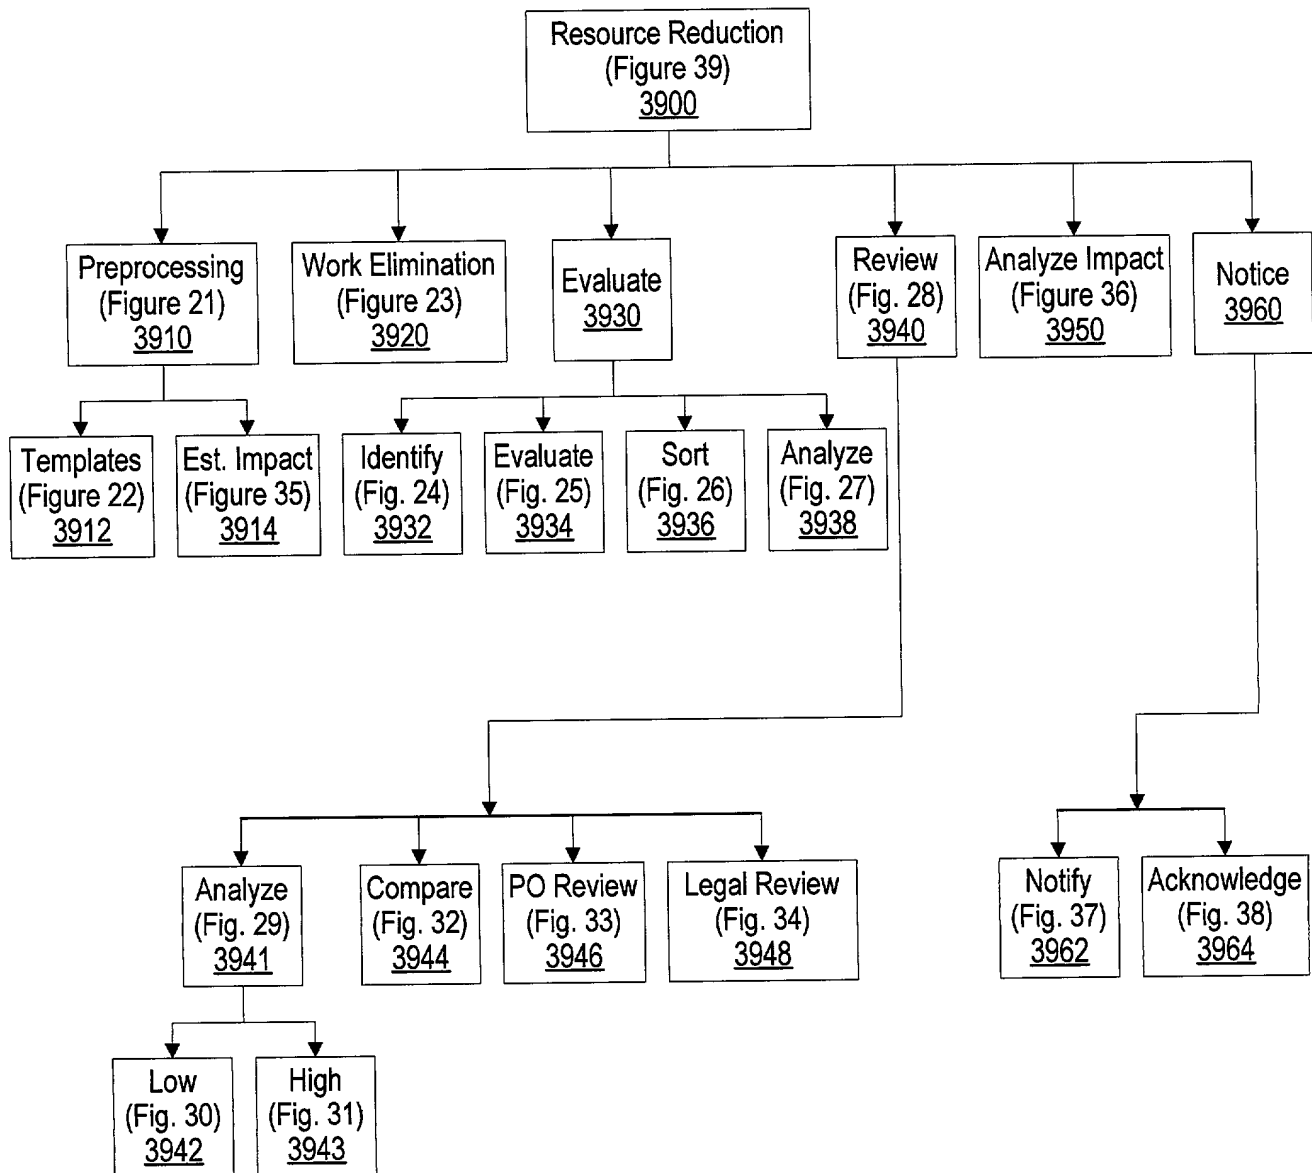 Resource Reduction
(Figure 39)
3900
Preprocessing
(Figure 21)
3910
Work Elimination
(Figure 23)
3920
Evaluate
3930
Review
(Fig. 28)
3940
Analyze Impact
(Figure 36)
3950
Notice
3960
Templates
(Figure 22)
3912
Est. Impact
(Figure 35)
3914
Identify
(Fig. 24)
3932
Evaluate
(Fig. 25)
3934
Sort
(Fig. 26)
3936
Analyze
(Fig. 27)
3938
Analyze
(Fig. 29)
3941
Compare
(Fig. 32)
3944
PO Review
(Fig. 33)
3946
Legal Review
(Fig. 34)
3948
Notify
(Fig. 37)
3962
Acknowledge
(Fig. 38)
3964
Low
(Fig. 30)
3942
High
(Fig. 31)
3943